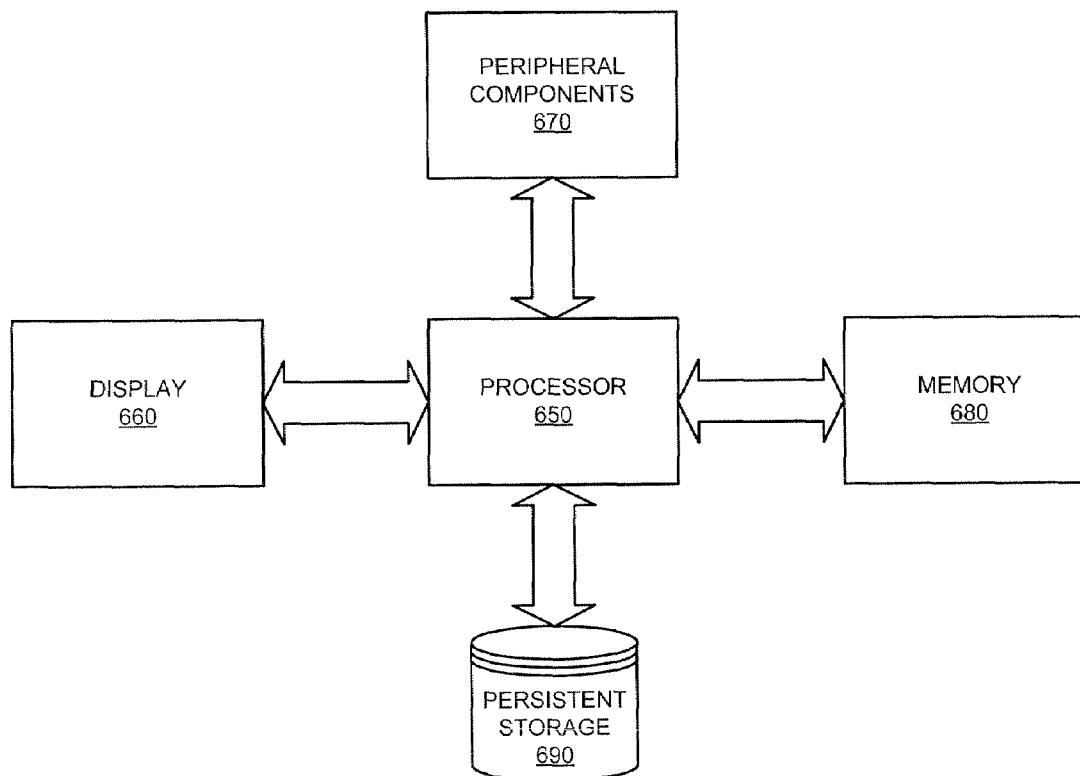 PERIPHERAL
COMPONENTS
670
DISPLAY
660
PROCESSOR
650
MEMORY
680
PERSISTENT
STORAGE
690